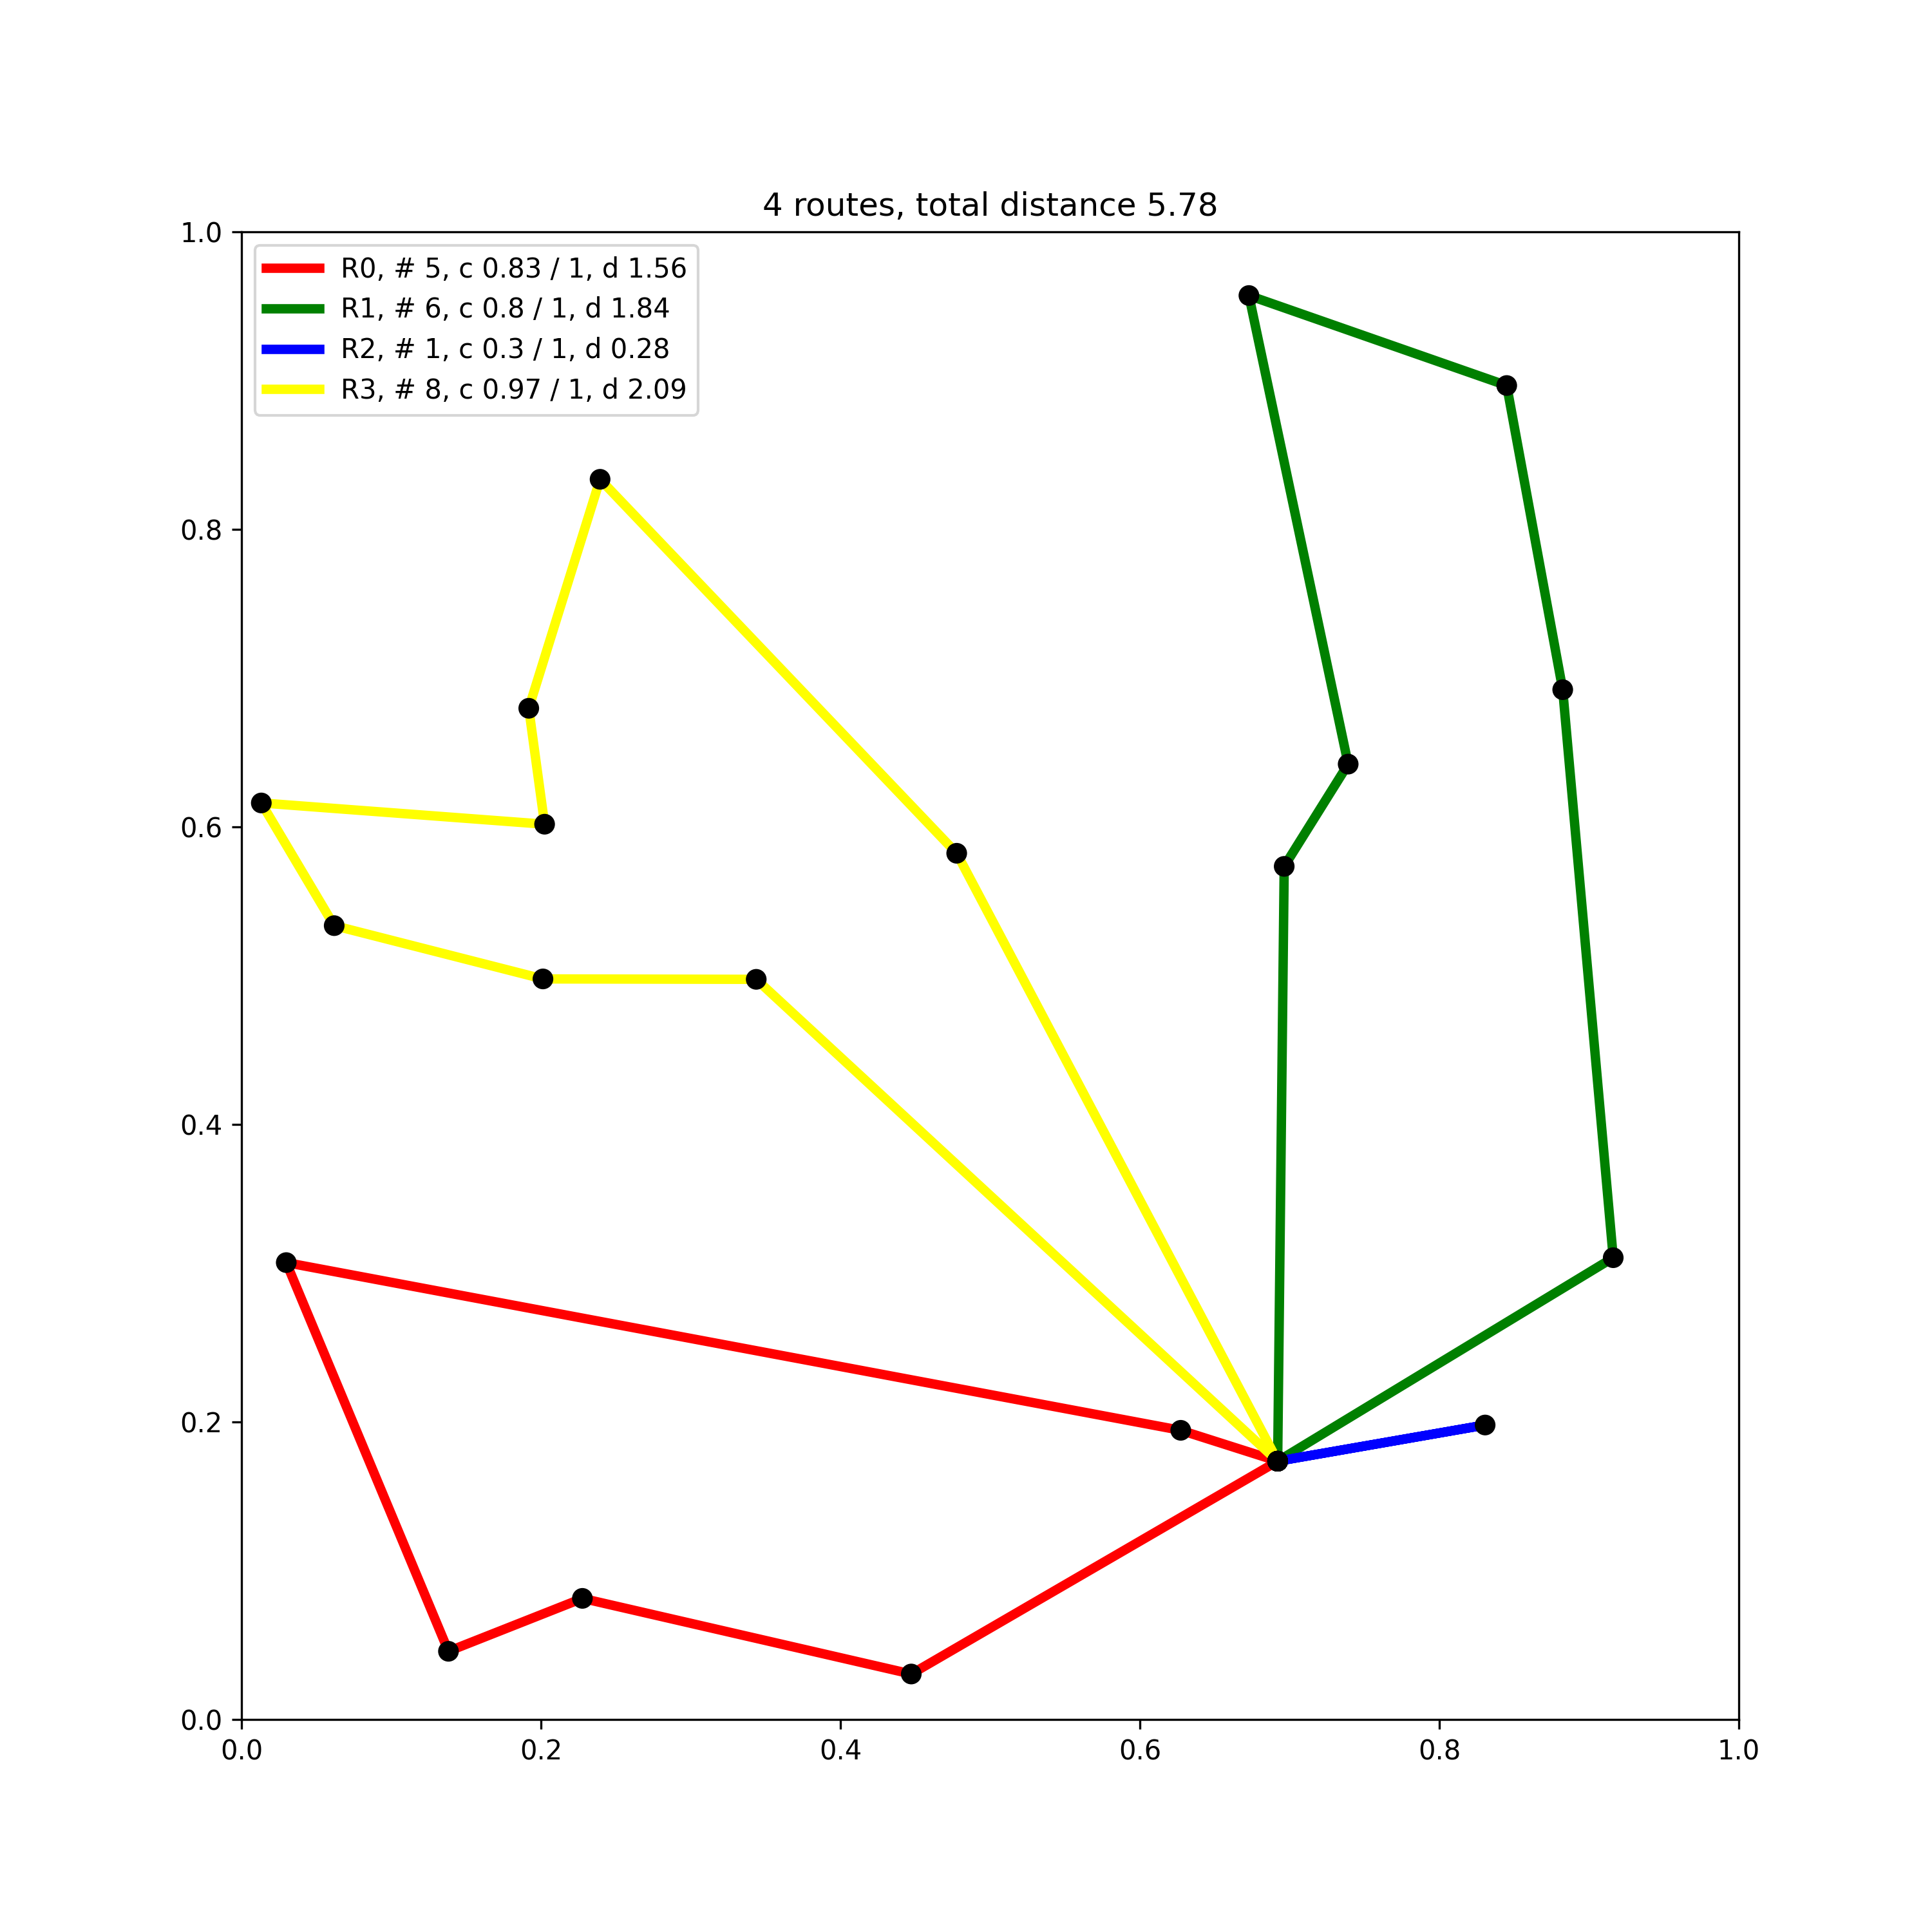 4 routes, total distance 5.78
1.0
R0, # 5, c 0.83 / 1, d 1.56
R1, # 6, c 0.8 / 1, d 1.84
R2, # 1, c 0.3 / 1, d 0.28
R3, # 8, c 0.97 / 1, d 2.09
0.8
0.6
0.4
0.2
0.0
0.0 0.2 0.4 0.6 0.8 1.0